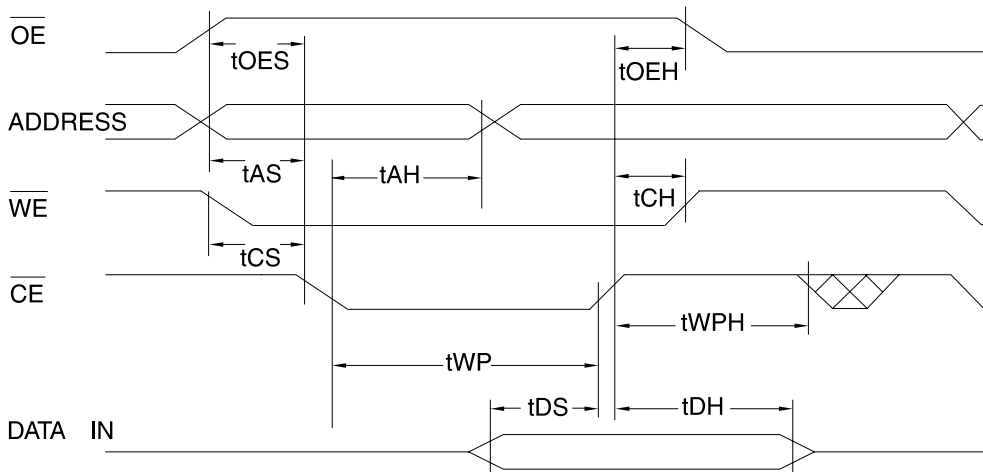 OE
tOES
tOEH
ADDRESS
tAS
tAH
WE
tCH
tCS
CE
tWPH
tWP
tDS
tDH
DATA IN